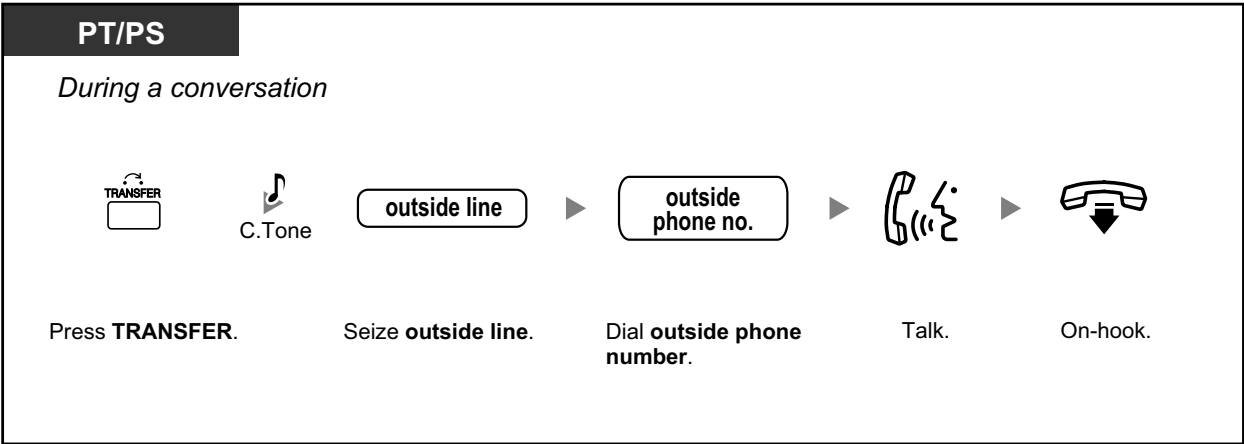 PT/PS
During a conversation
TRANSFER
C.Tone
outside line
outside
phone no.
Press TRANSFER.
Seize outside line.
Dial outside phone
number.
Talk.
On-hook.